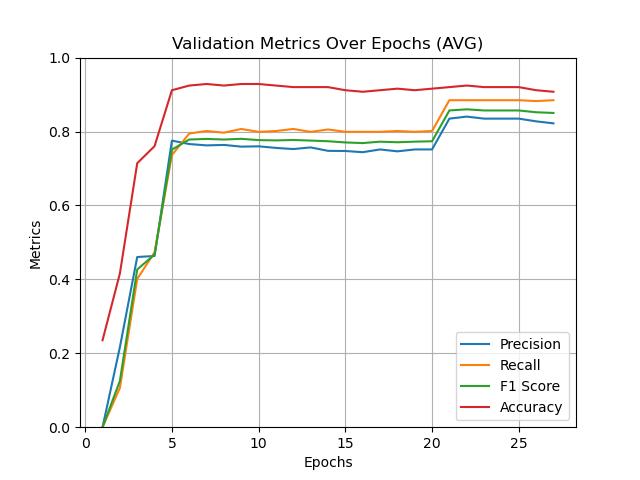 Validation Metrics Over Epochs (AVG)
1.0
0.8
0.6
0.4
0.2
0.0
Metrics
0
5
10
15
20
25
Epochs
Precision
Recall
F1 Score
Accuracy